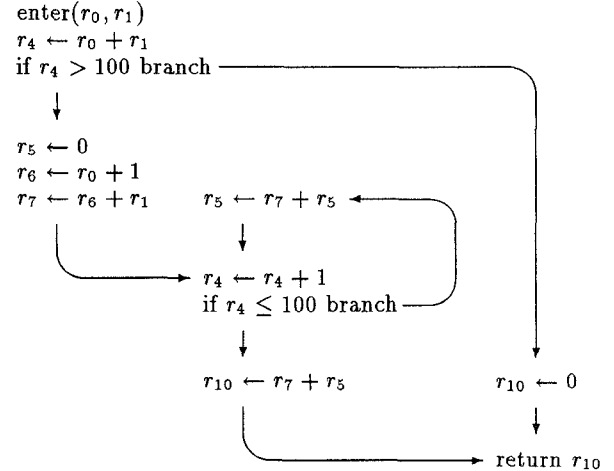 enter(r₀, r₁)
r₄ ← r₀ + r₁
if r₄ > 100 branch
r₅ ← 0
r₆ ← r₀ + 1
r₇ ← r₆ + r₁
r₅ ← r₇ + r₅
r₄ ← r₄ + 1
if r₄ ≤ 100 branch
r₁₀ ← r₇ + r₅
r₁₀ ← 0
return r₁₀